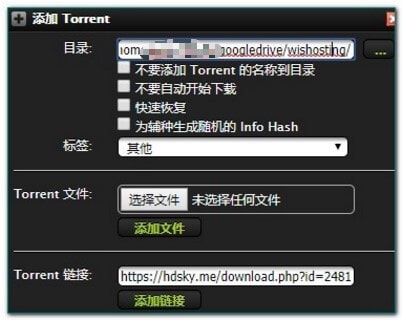 添加 Torrent
目录: googledrive/wishosting/ ...
不要添加 Torrent 的名称到目录
不要自动开始下载
快速恢复
为辅种生成随机的 Info Hash
标签: 其他
Torrent 文件: 选择文件 未选择任何文件
添加文件
Torrent 链接: https://hdsky.me/download.php?id=2481
添加链接